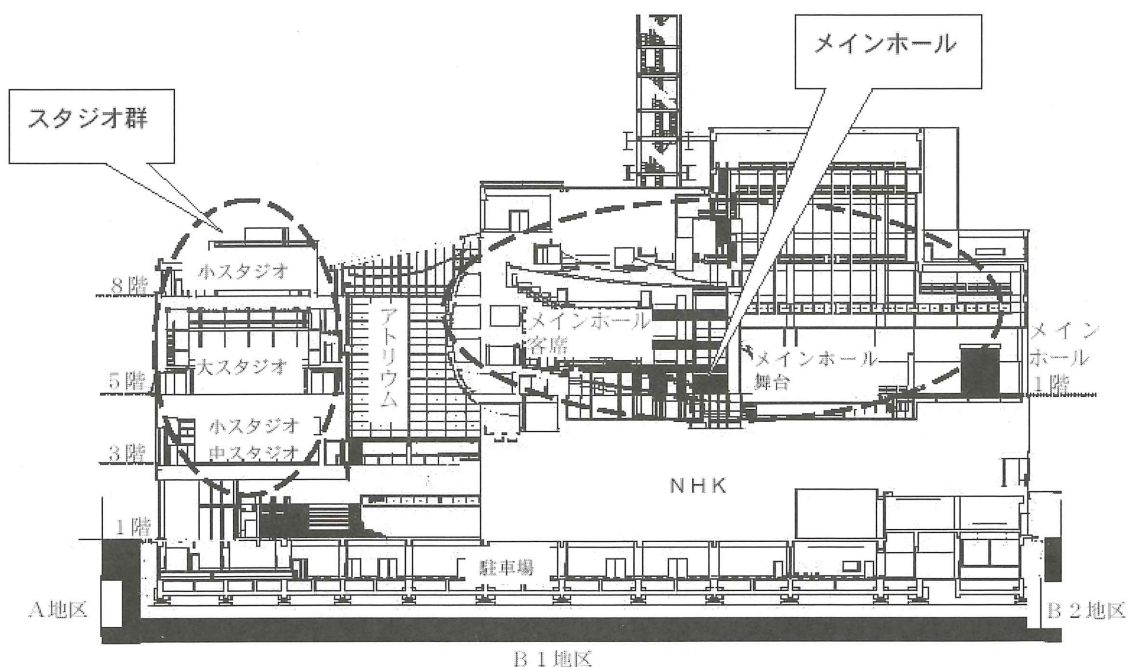 メインホール
スタジオ群
小スタジオ
8階
アトリウム
メインホール
客席
メインホール
舞台
メイン
ホール
1階
大スタジオ
5階
小スタジオ
中スタジオ
3階
NHK
1階
駐車場
A地区
B2地区
B1地区